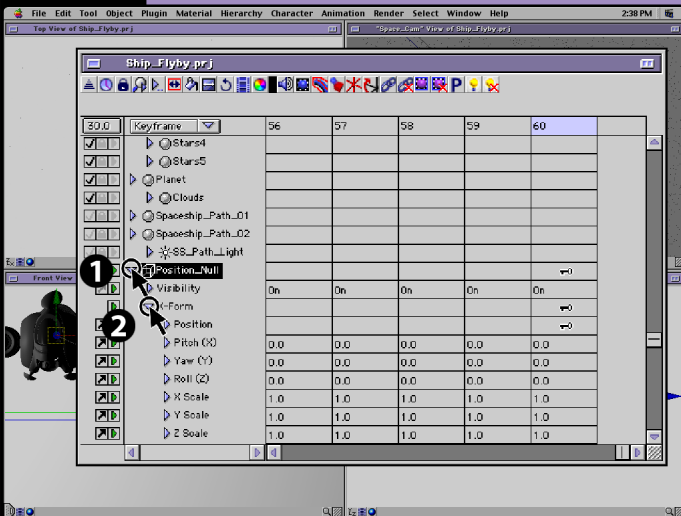 File Edit Tool Object Plugin Material Hierarchy Character Animation Render Select Window Help 2:38 PM
Top View of Ship_Flyby.prj
"Space_Cam" View of Ship_Flyby.prj
Ship_Flyby.prj
P
30.0 Keyframe 56 57 58 59 60
Stars4
Stars5
Planet
Clouds
Spaceship_Path_01
Spaceship_Path_02
SS_Path_Light
1 Position_Null
Front View
Visibility On On On On On
X-Form
2 Position
Pitch (X) 0.0 0.0 0.0 0.0 0.0
Yaw (Y) 0.0 0.0 0.0 0.0 0.0
Roll (Z) 0.0 0.0 0.0 0.0 0.0
X Scale 1.0 1.0 1.0 1.0 1.0
Y Scale 1.0 1.0 1.0 1.0 1.0
Z Scale 1.0 1.0 1.0 1.0 1.0